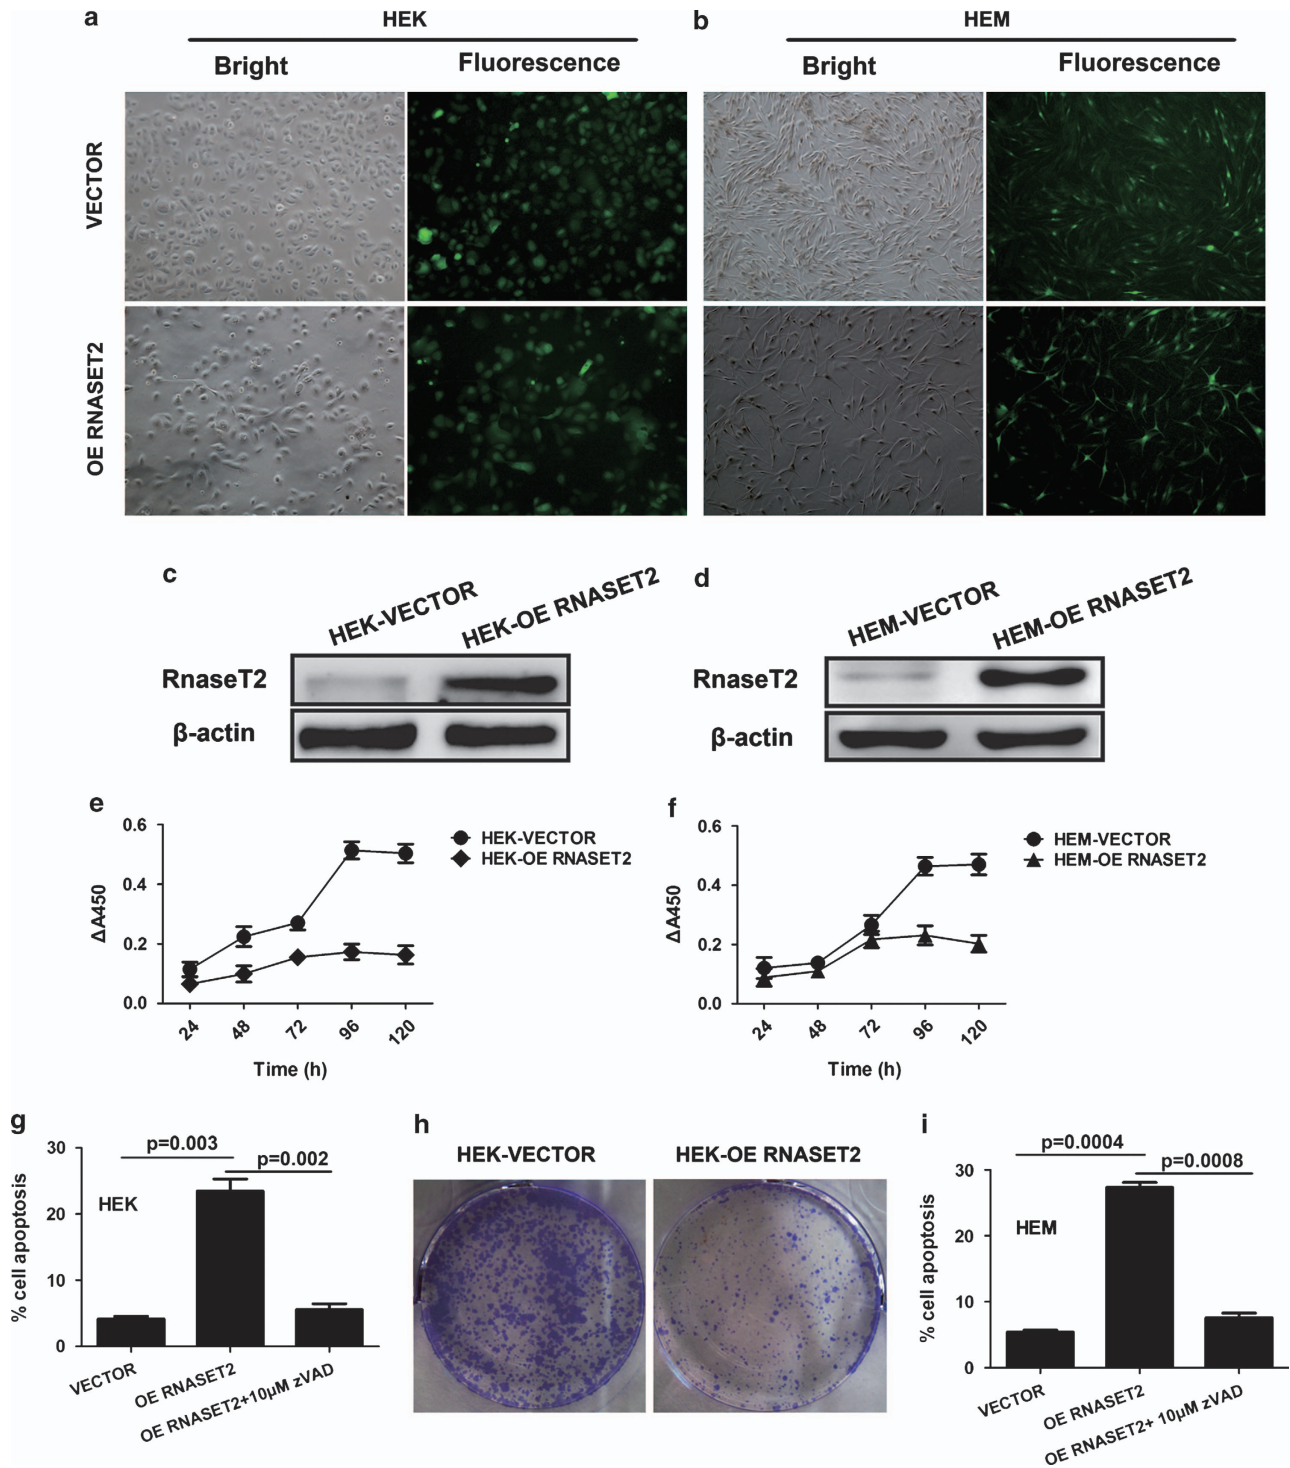 a
HEK
b
HEM
Bright
Fluorescence
Bright
Fluorescence
VECTOR
OE RNASET2
c
HEK-VECTOR
HEK-OE RNASET2
RnaseT2
β-actin
d
HEM-VECTOR
HEM-OE RNASET2
RnaseT2
β-actin
e
0.6
0.4
0.2
0.0
ΔA450
24
48
72
96
120
Time (h)
HEK-VECTOR
HEK-OE RNASET2
f
0.6
0.4
0.2
0.0
ΔA450
24
48
72
96
120
Time (h)
HEM-VECTOR
HEM-OE RNASET2
g
30
20
10
0
% cell apoptosis
p=0.003
p=0.002
HEK
VECTOR
OE RNASET2
OE RNASET2+10μM zVAD
h
HEK-VECTOR
HEK-OE RNASET2
i
30
20
10
0
% cell apoptosis
p=0.0004
p=0.0008
HEM
VECTOR
OE RNASET2
OE RNASET2+ 10μM zVAD